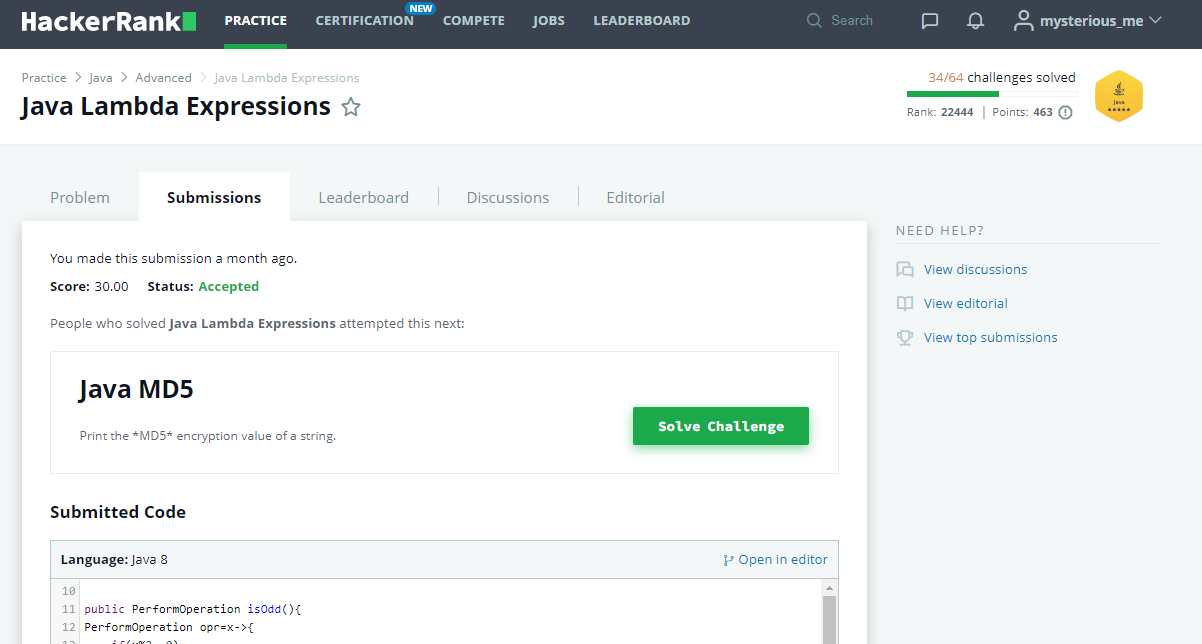 HackerRank PRACTICE CERTIFICATION NEW COMPETE JOBS LEADERBOARD Search mysterious_me
Practice > Java > Advanced > Java Lambda Expressions
Java Lambda Expressions
34/64 challenges solved
Rank: 22444 | Points: 463
Java
Problem Submissions Leaderboard Discussions Editorial
You made this submission a month ago.
Score: 30.00 Status: Accepted
People who solved Java Lambda Expressions attempted this next:
Java MD5
Print the *MD5* encryption value of a string.
Solve Challenge
Submitted Code
Language: Java 8 Open in editor
10
11 public PerformOperation isOdd(){
12 PerformOperation opr=x->{
NEED HELP?
View discussions
View editorial
View top submissions